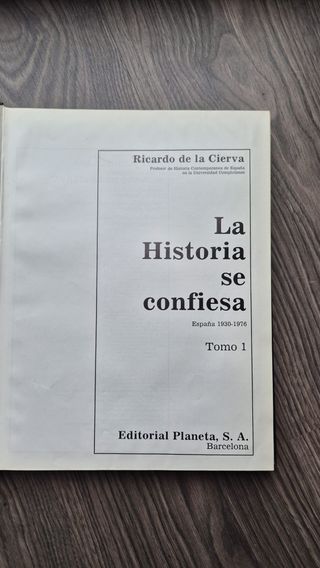 Ricardo de la Cierva
Profesor de Historia Contemporánea de España
en la Universidad Complutense
La
Historia
se
confiesa
España 1930-1976
Tomo 1
Editorial Planeta, S. A.
Barcelona